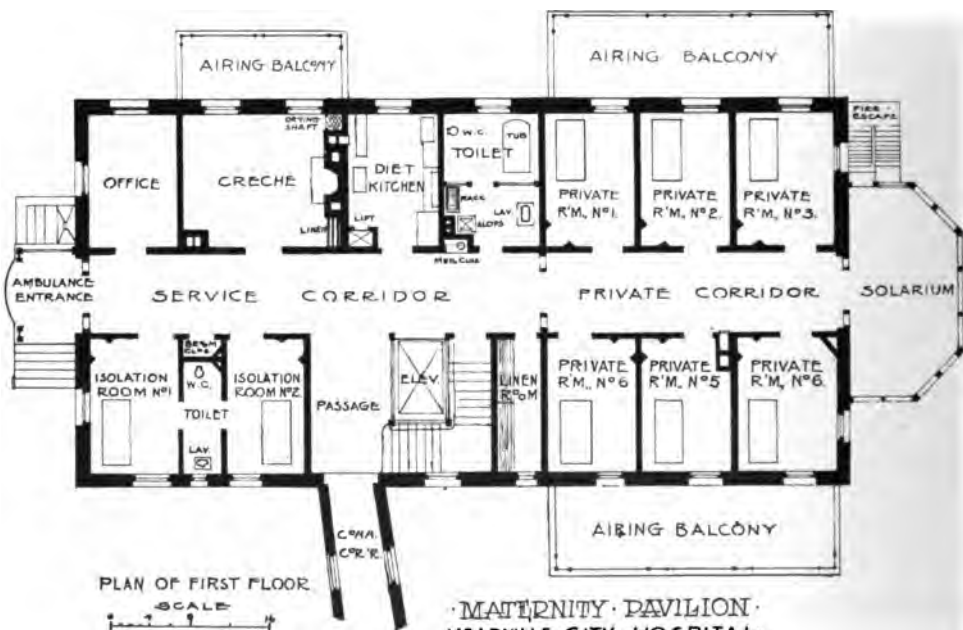 AIRING BALCONY
AIRING BALCONY
FIRE
ESCAPE
DRYING
SHAFT
W.C.
TUB
TOILET
OFFICE
CRECHE
DIET
KITCHEN
RACK
LAV.
SLOPS
LIFT
LINEN
MED. CLOS.
PRIVATE
R'M, Nº1.
PRIVATE
R'M, Nº2.
PRIVATE
R'M, Nº3.
AMBULANCE
ENTRANCE
SERVICE CORRIDOR
PRIVATE CORRIDOR
SOLARIUM
ISOLATION
ROOM Nº1
W.C.
TOILET
LAV.
ISOLATION
ROOM Nº2
PASSAGE
ELEV.
LINEN
ROOM
PRIVATE
R'M, Nº6
PRIVATE
R'M, Nº5
PRIVATE
R'M, Nº6.
CONN.
COR'R.
AIRING BALCONY
PLAN OF FIRST FLOOR
SCALE
·MATERNITY·PAVILION·
CITY HOSPITAL